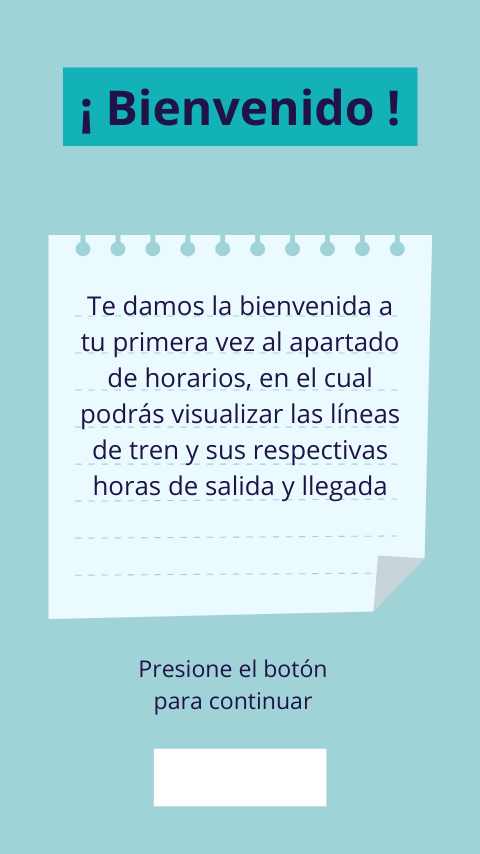 ¡ Bienvenido !
Te damos la bienvenida a
tu primera vez al apartado
de horarios, en el cual
podrás visualizar las líneas
de tren y sus respectivas
horas de salida y llegada
Presione el botón
para continuar